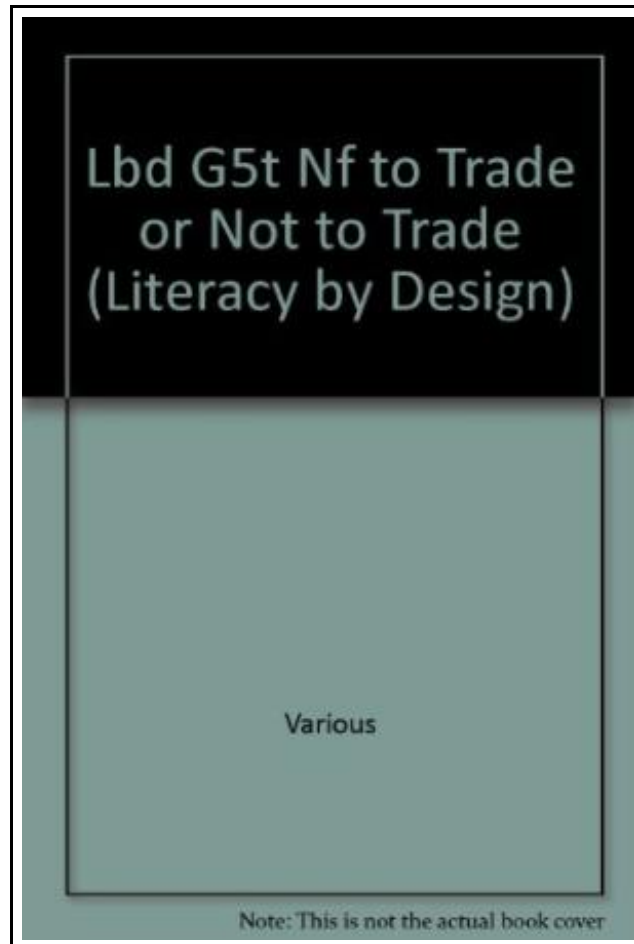 Lbd G5t Nf to Trade
or Not to Trade
(Literacy by Design)
Various
Note: This is not the actual book cover